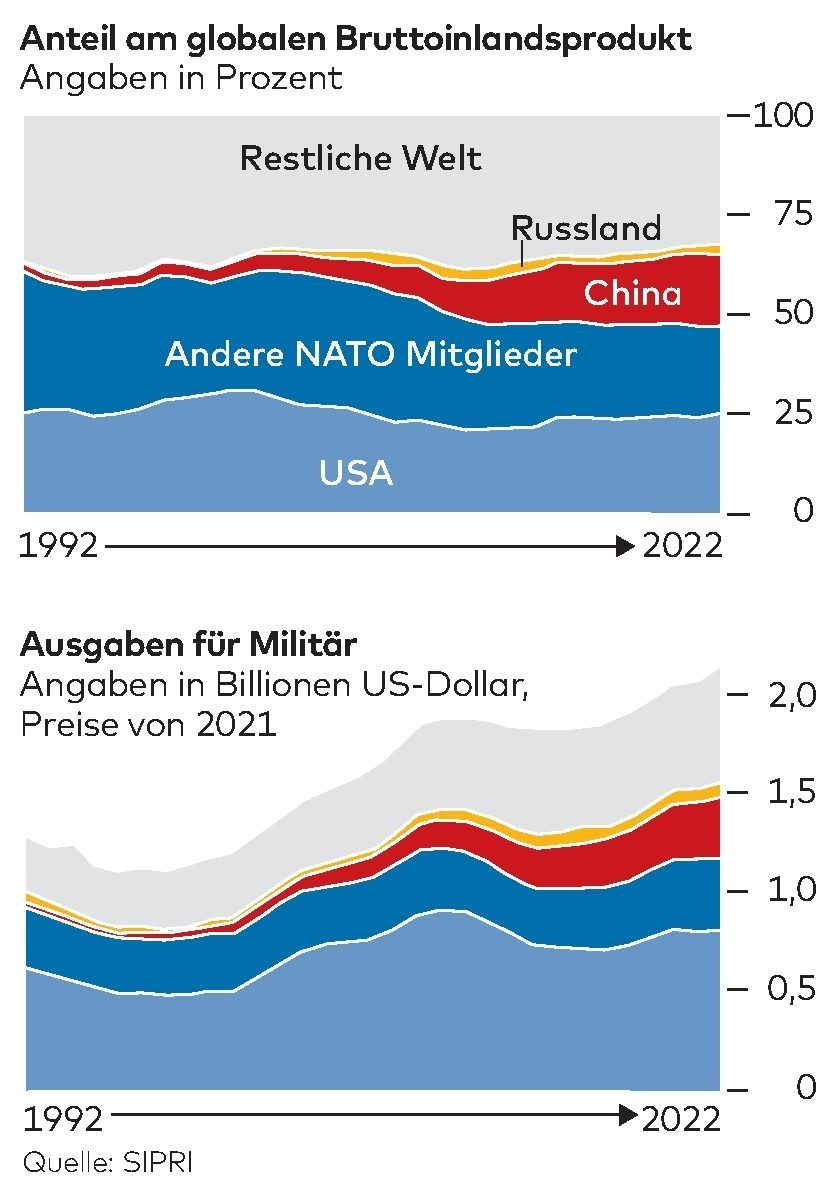 Anteil am globalen Bruttoinlandsprodukt
Angaben in Prozent
100
Restliche Welt
75
Russland
China
50
Andere NATO Mitglieder
25
USA
0
1992
2022
Ausgaben für Militär
Angaben in Billionen US-Dollar,
Preise von 2021
2,0
1,5
1,0
0,5
0
1992
2022
Quelle: SIPRI